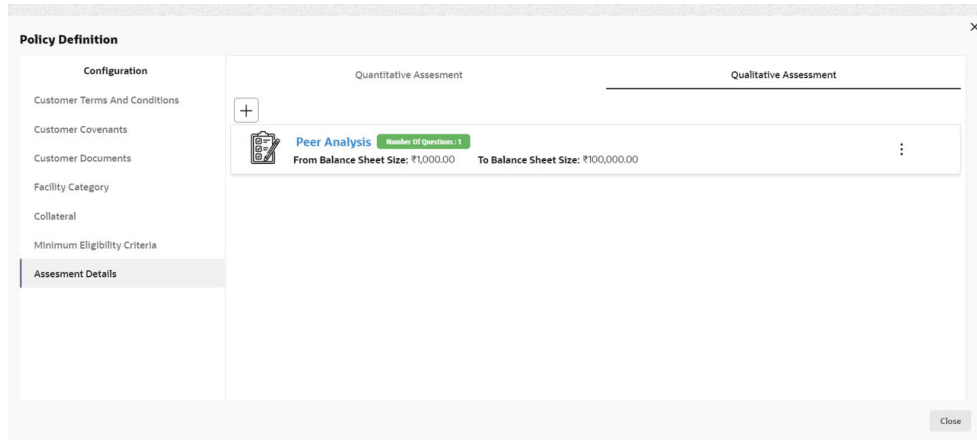 Policy Definition
Configuration
Customer Terms And Conditions
Customer Covenants
Customer Documents
Facility Category
Collateral
Minimum Eligibility Criteria
Assesment Details
Quantitative Assesment
Qualitative Assessment
Peer Analysis Number Of Questions : 1
From Balance Sheet Size: ₹1,000.00 To Balance Sheet Size: ₹100,000.00
Close